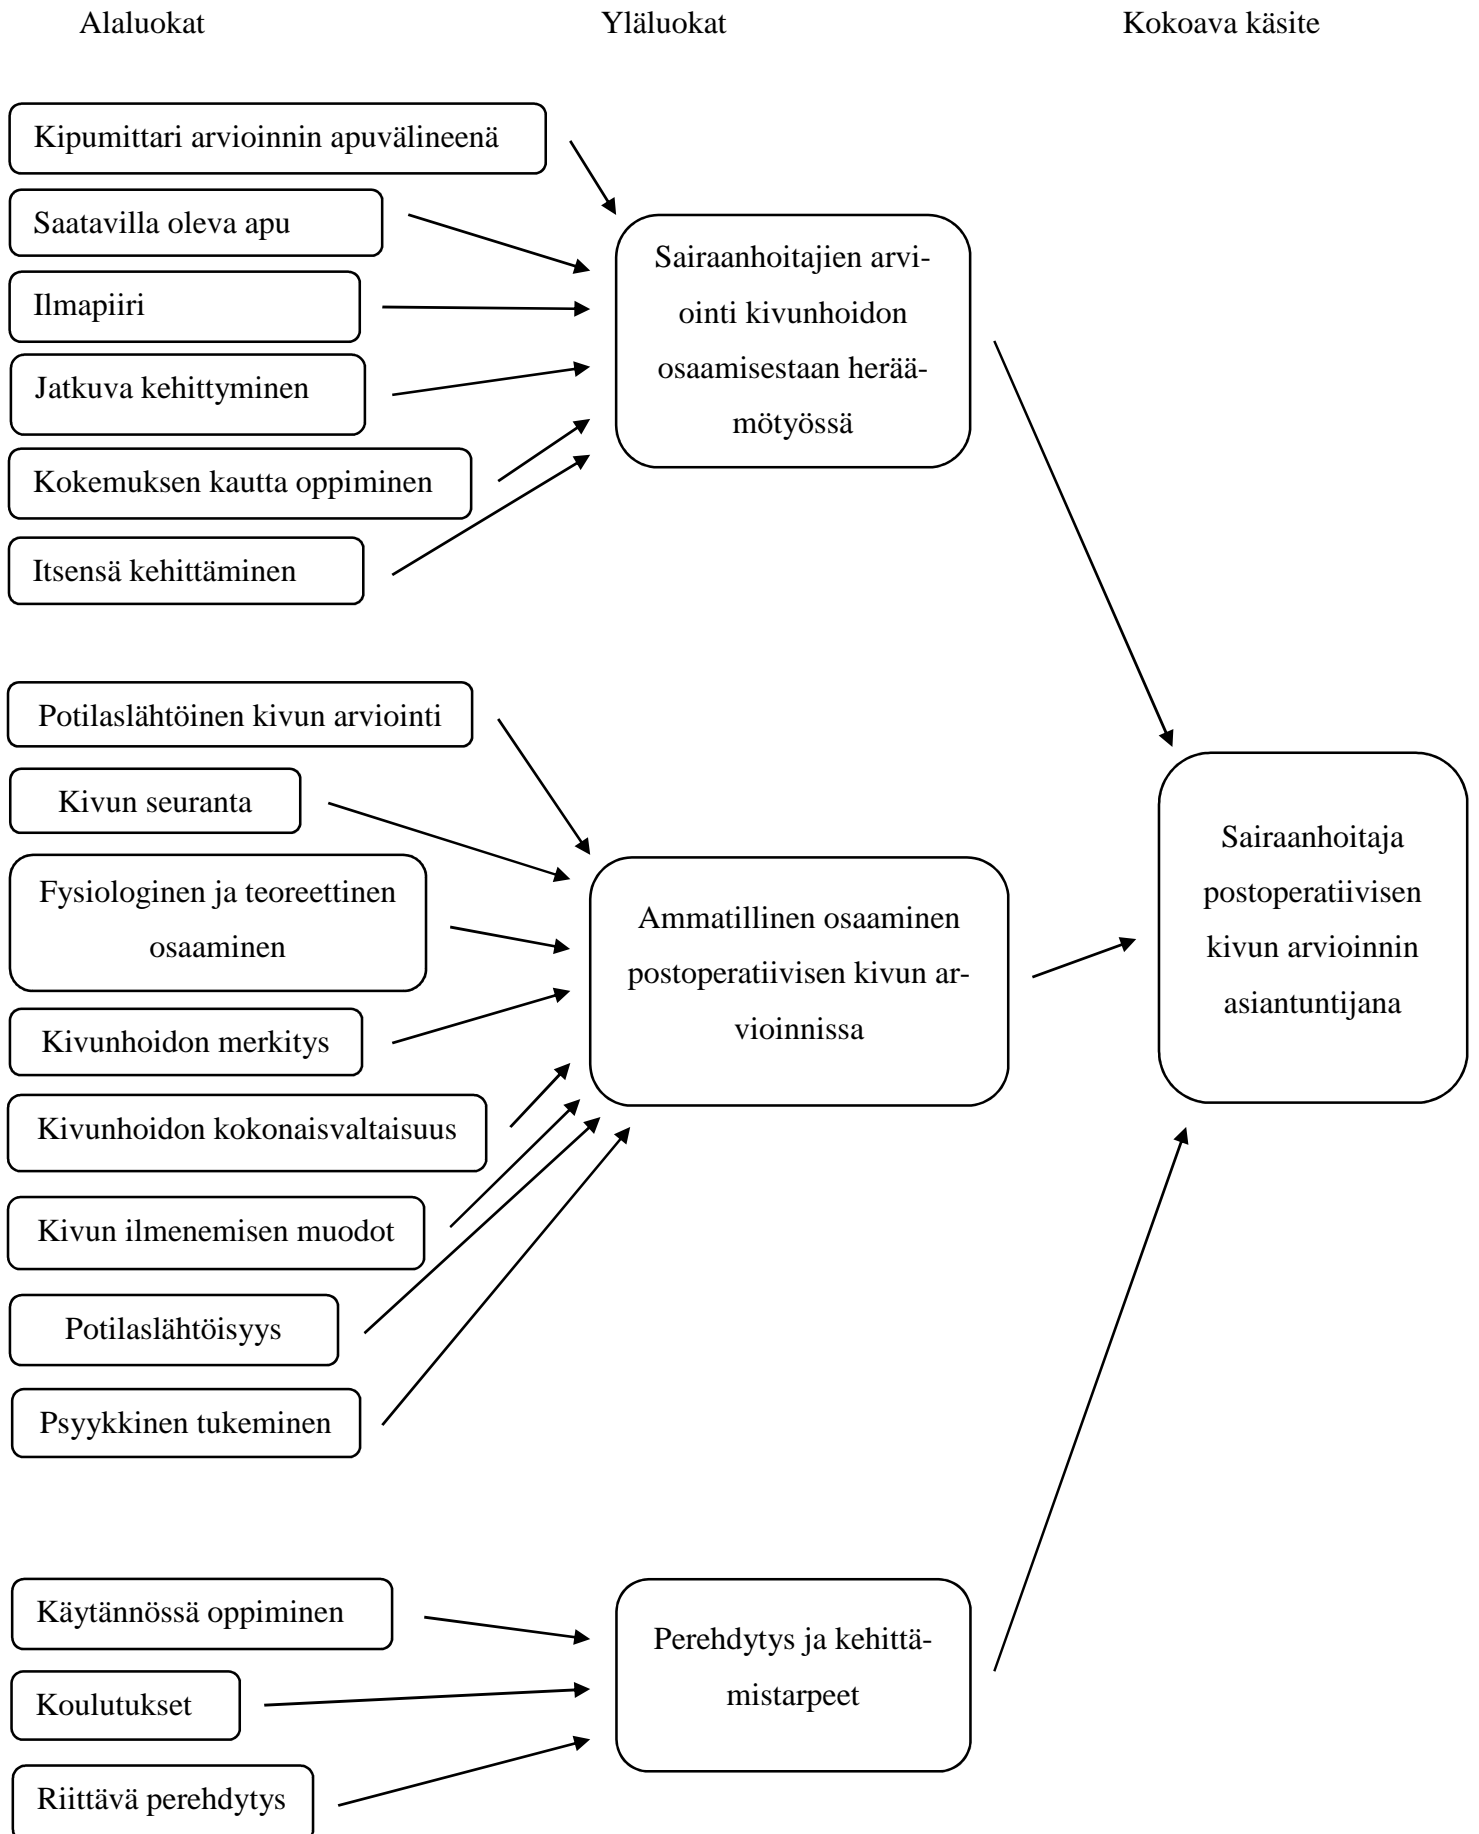 Alaluokat
Yläluokat
Kokoava käsite
Kipumittari arvioinnin apuvälineenä
Saatavilla oleva apu
Ilmapiiri
Jatkuva kehittyminen
Kokemuksen kautta oppiminen
Itsensä kehittäminen
Sairaanhoitajien arvi-
ointi kivunhoidon
osaamisestaan herää-
mötyössä
Potilaslähtöinen kivun arviointi
Kivun seuranta
Fysiologinen ja teoreettinen
osaaminen
Kivunhoidon merkitys
Kivunhoidon kokonaisvaltaisuus
Kivun ilmenemisen muodot
Potilaslähtöisyys
Psyykkinen tukeminen
Ammatillinen osaaminen
postoperatiivisen kivun ar-
vioinnissa
Sairaanhoitaja
postoperatiivisen
kivun arvioinnin
asiantuntijana
Käytännössä oppiminen
Koulutukset
Riittävä perehdytys
Perehdytys ja kehittä-
mistarpeet